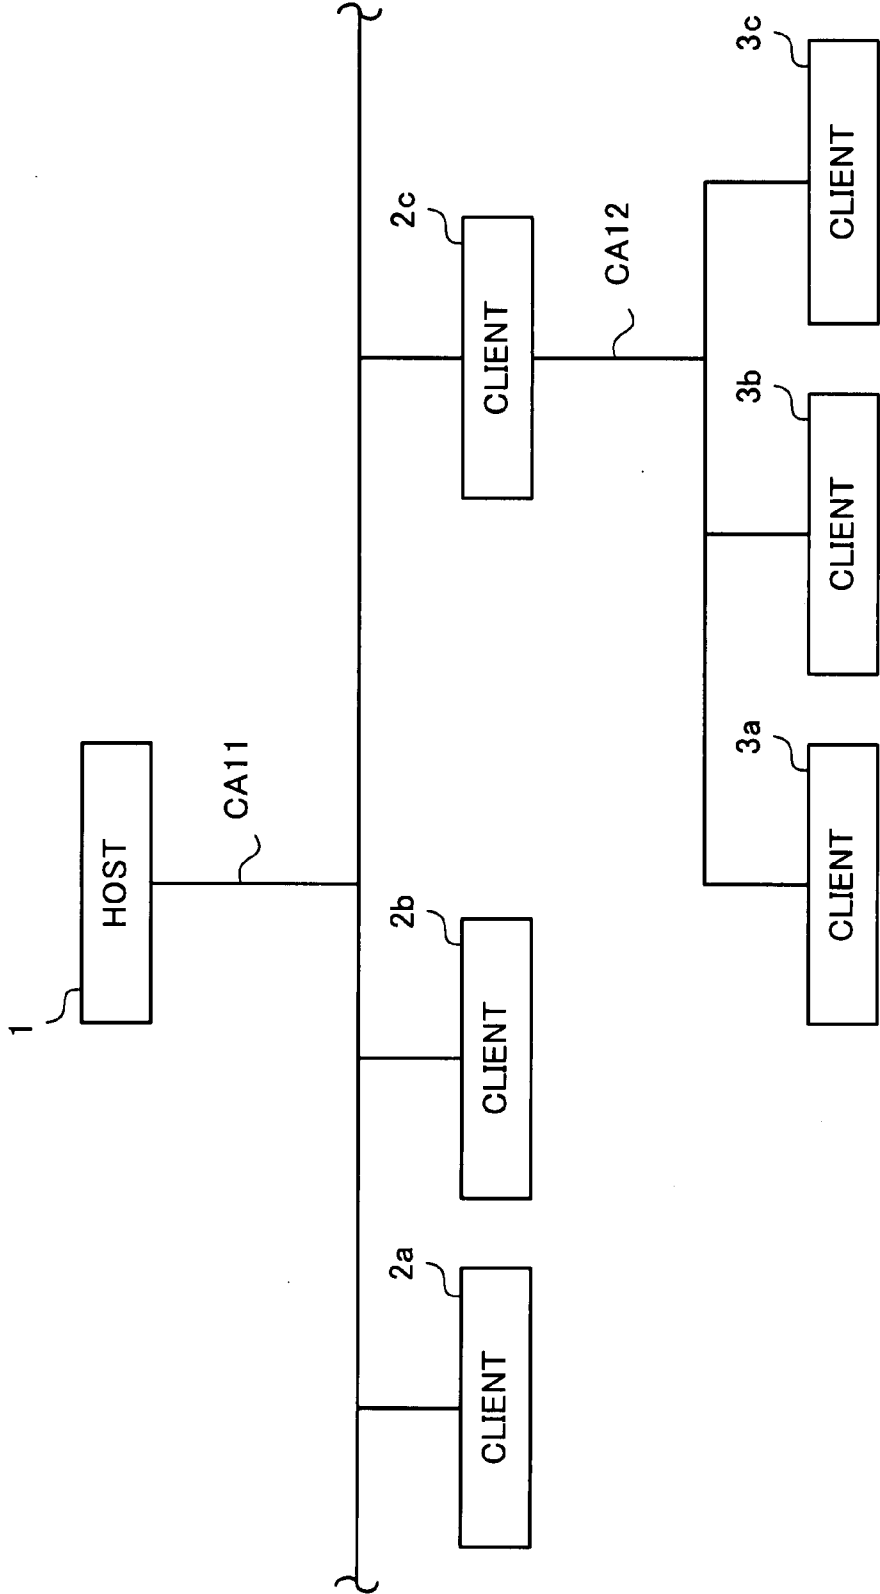 1
HOST
CA11
2a
CLIENT
2b
CLIENT
2c
CLIENT
CA12
3a
CLIENT
3b
CLIENT
3c
CLIENT